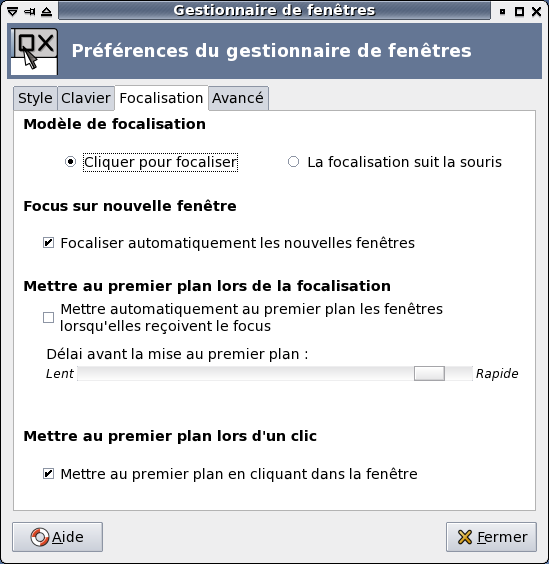 Gestionnaire de fenêtres
Préférences du gestionnaire de fenêtres
Style Clavier Focalisation Avancé
Modèle de focalisation
Cliquer pour focaliser La focalisation suit la souris
Focus sur nouvelle fenêtre
Focaliser automatiquement les nouvelles fenêtres
Mettre au premier plan lors de la focalisation
Mettre automatiquement au premier plan les fenêtres
lorsqu'elles reçoivent le focus
Délai avant la mise au premier plan :
Lent Rapide
Mettre au premier plan lors d'un clic
Mettre au premier plan en cliquant dans la fenêtre
Aide Fermer